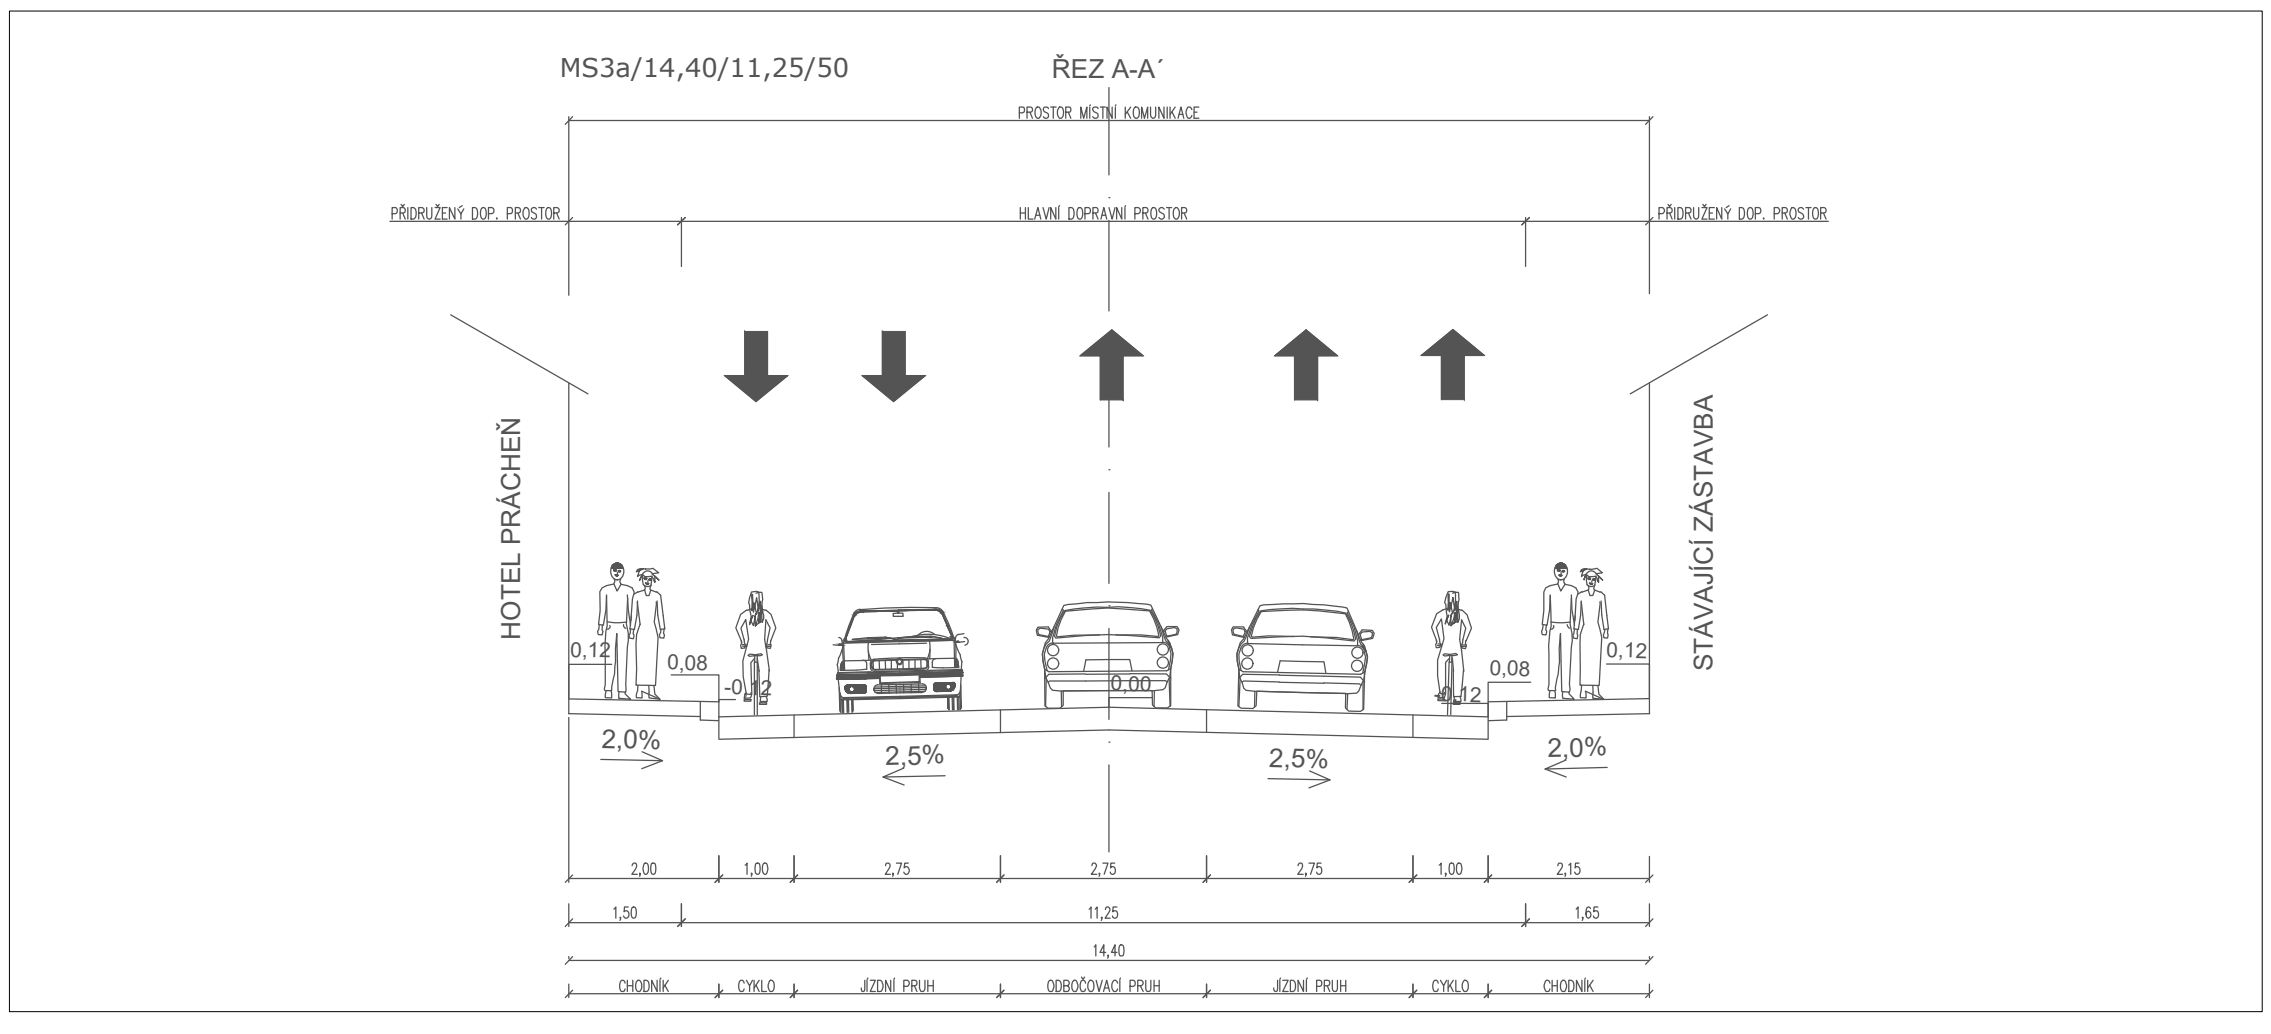 MS3a/14,40/11,25/50
ŘEZ A-A´
PROSTOR MÍSTNÍ KOMUNIKACE
PŘIDRUŽENÝ DOP. PROSTOR
HLAVNÍ DOPRAVNÍ PROSTOR
PŘIDRUŽENÝ DOP. PROSTOR
HOTEL PRÁCHEŇ
STÁVAJÍCÍ ZÁSTAVBA
0,12
0,08
-0,12
0,00
-0,12
0,08
0,12
2,0%
2,5%
2,5%
2,0%
2,00
1,00
2,75
2,75
2,75
1,00
2,15
1,50
11,25
1,65
14,40
CHODNÍK
CYKLO
JÍZDNÍ PRUH
ODBOČOVACÍ PRUH
JÍZDNÍ PRUH
CYKLO
CHODNÍK